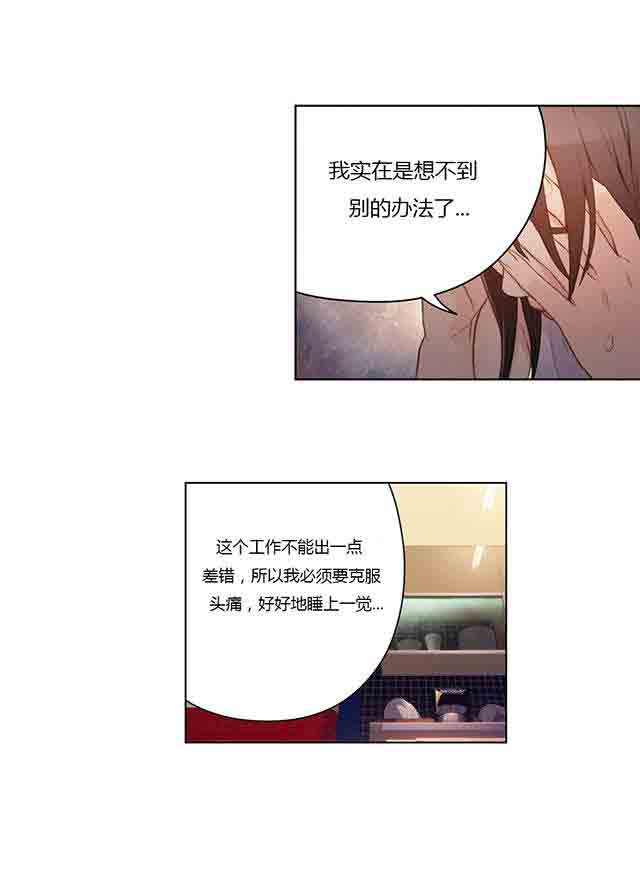 我实在是想不到
别的办法了...
这个工作不能出一点
差错，所以我必须要克服
头痛，好好地睡上一觉...